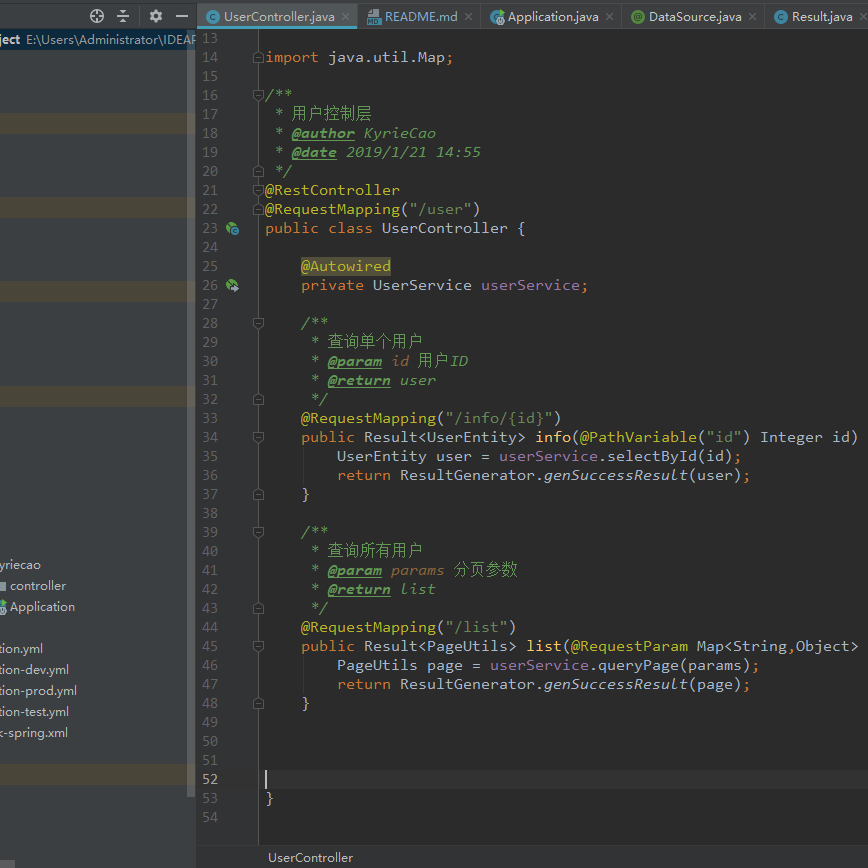 UserController.java × README.md × Application.java × DataSource.java × Result.java ×
ject E:\Users\Administrator\IDEAP
yriecao
controller
Application
tion.yml
tion-dev.yml
tion-prod.yml
tion-test.yml
k-spring.xml
13
14 import java.util.Map;
15
16 /**
17 * 用户控制层
18 * @author KyrieCao
19 * @date 2019/1/21 14:55
20 */
21 @RestController
22 @RequestMapping("/user")
23 public class UserController {
24
25 @Autowired
26 private UserService userService;
27
28 /**
29 * 查询单个用户
30 * @param id 用户ID
31 * @return user
32 */
33 @RequestMapping("/info/{id}")
34 public Result<UserEntity> info(@PathVariable("id") Integer id)
35 UserEntity user = userService.selectById(id);
36 return ResultGenerator.genSuccessResult(user);
37 }
38
39 /**
40 * 查询所有用户
41 * @param params 分页参数
42 * @return list
43 */
44 @RequestMapping("/list")
45 public Result<PageUtils> list(@RequestParam Map<String,Object>
46 PageUtils page = userService.queryPage(params);
47 return ResultGenerator.genSuccessResult(page);
48 }
49
50
51
52
53 }
54
UserController